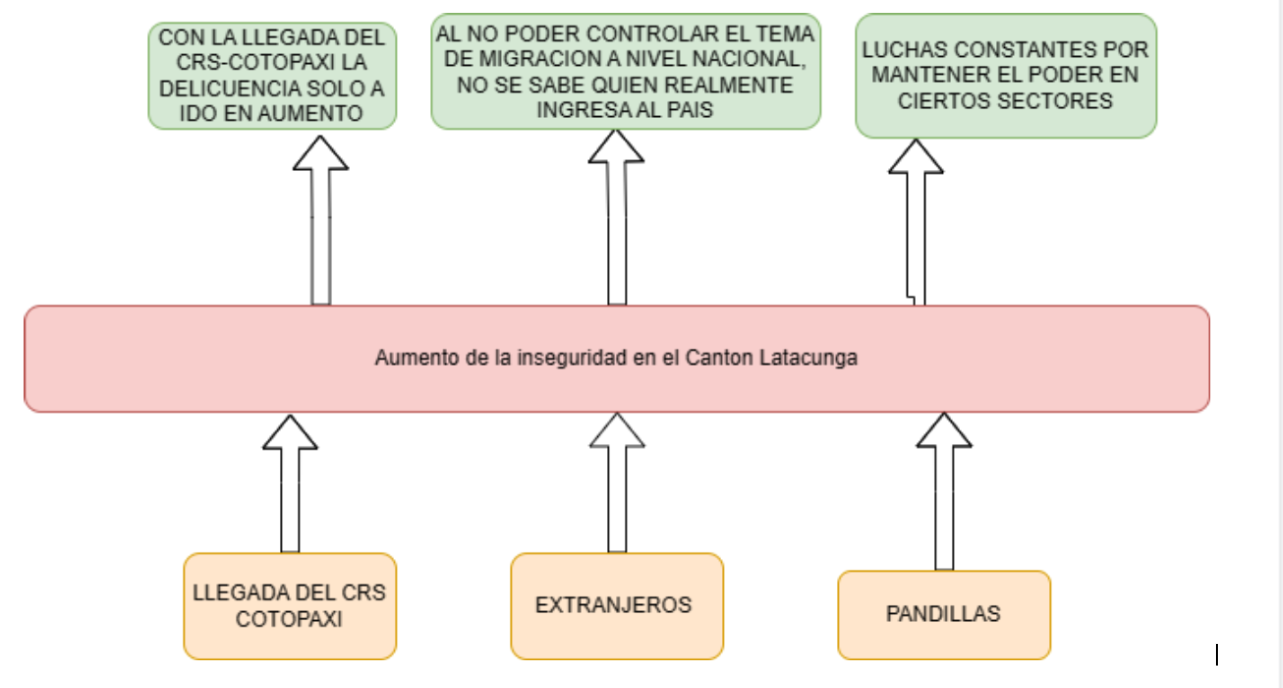 CON LA LLEGADA DEL
CRS-COTOPAXI LA
DELICUENCIA SOLO A
IDO EN AUMENTO
AL NO PODER CONTROLAR EL TEMA
DE MIGRACION A NIVEL NACIONAL,
NO SE SABE QUIEN REALMENTE
INGRESA AL PAIS
LUCHAS CONSTANTES POR
MANTENER EL PODER EN
CIERTOS SECTORES
Aumento de la inseguridad en el Canton Latacunga
LLEGADA DEL CRS
COTOPAXI
EXTRANJEROS
PANDILLAS